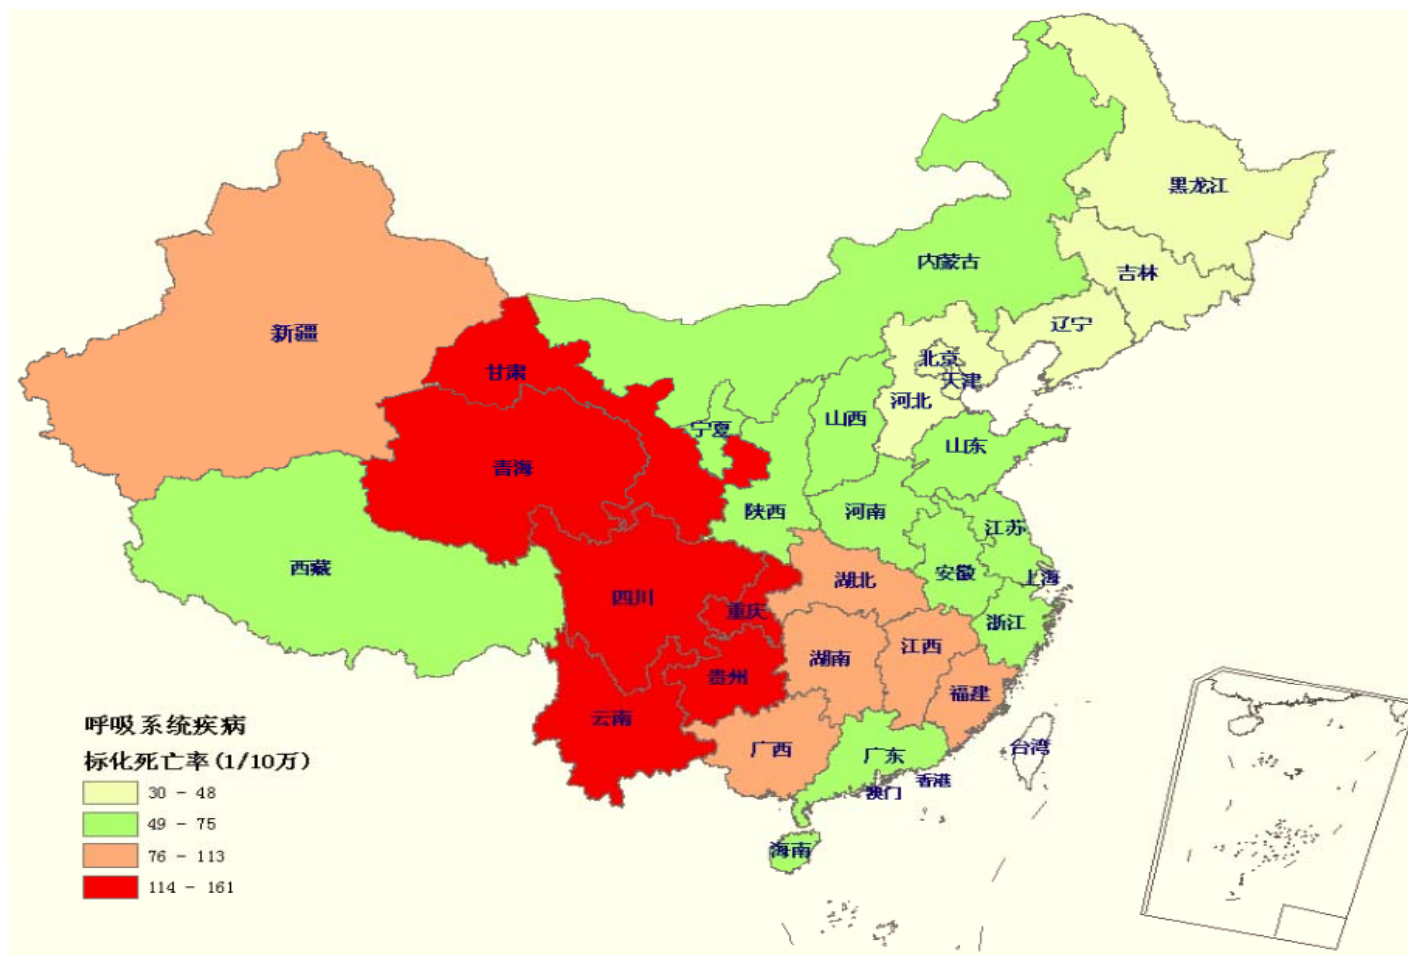 黑龙江
内蒙古
吉林
辽宁
新疆
北京
甘肃
天津
河北
山西
宁夏
山东
青海
陕西
河南
江苏
西藏
安徽
上海
湖北
四川
重庆
浙江
江西
湖南
贵州
福建
云南
广西
台湾
广东
香港
澳门
海南
呼吸系统疾病
标化死亡率(1/10万)
30 - 48
49 - 75
76 - 113
114 - 161